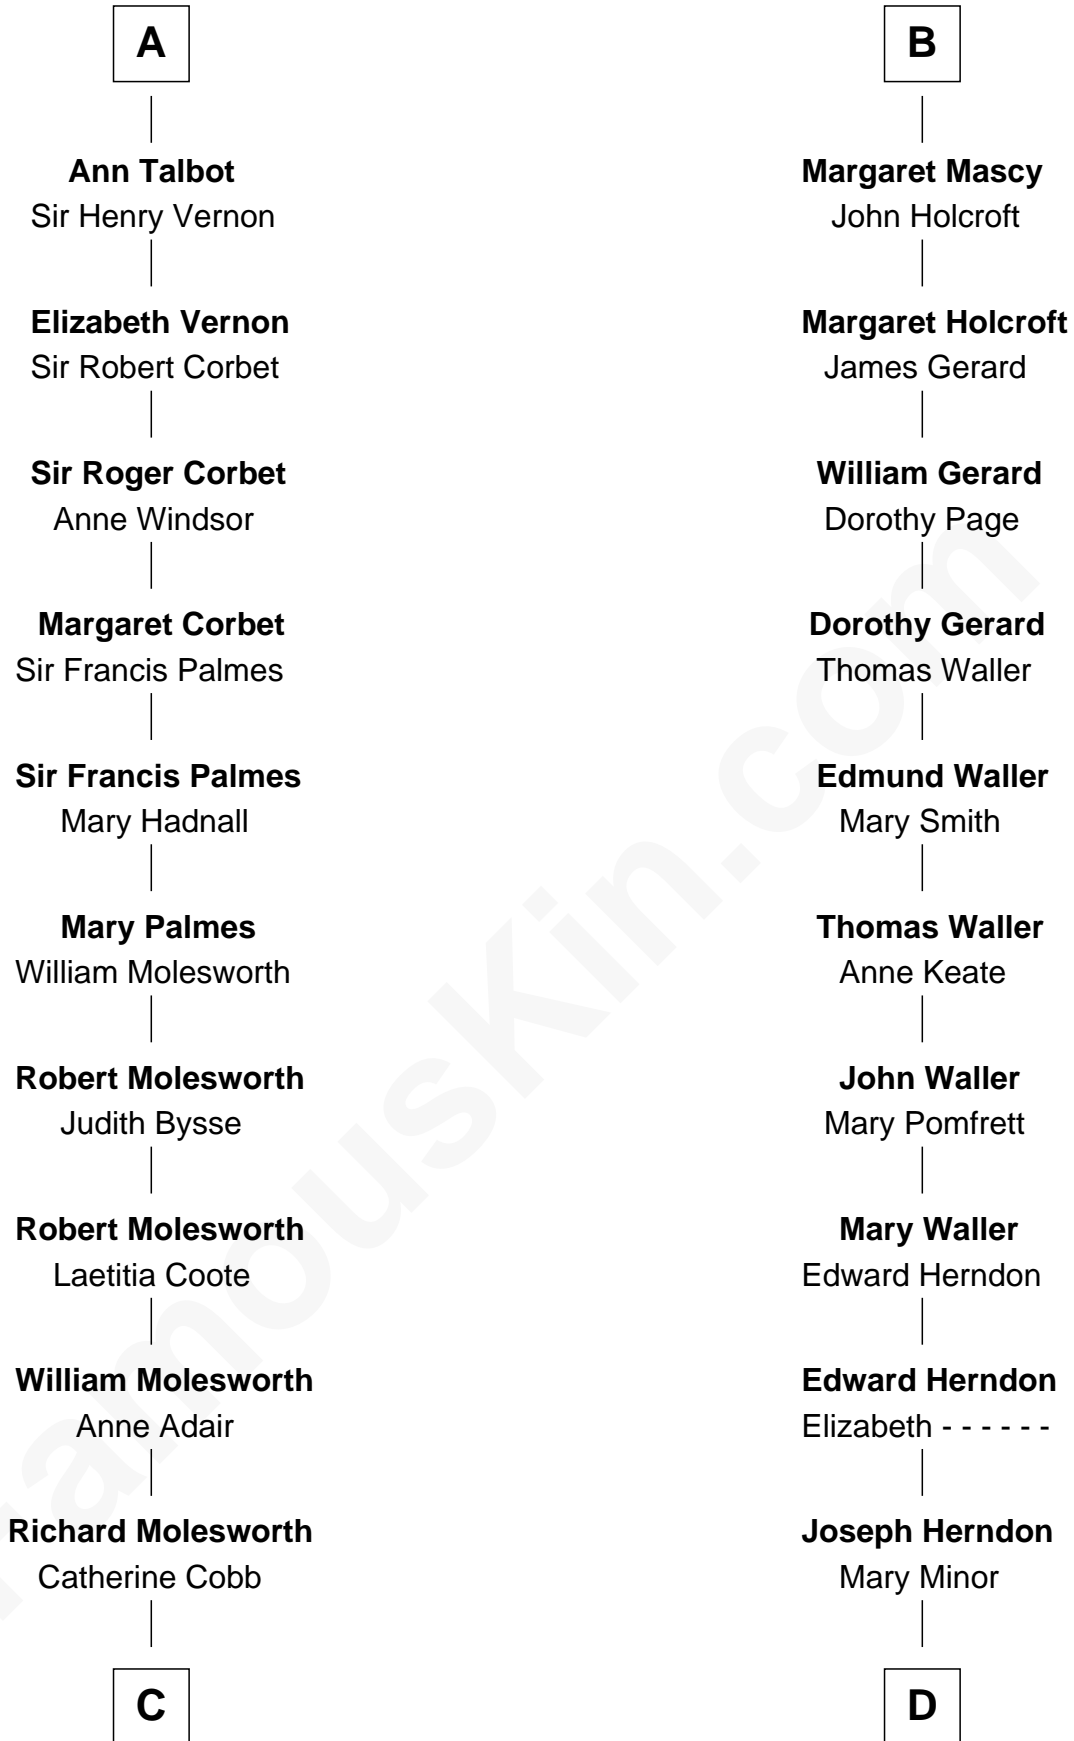 A
Ann Talbot
Sir Henry Vernon
Elizabeth Vernon
Sir Robert Corbet
Sir Roger Corbet
Anne Windsor
Margaret Corbet
Sir Francis Palmes
Sir Francis Palmes
Mary Hadnall
Mary Palmes
William Molesworth
Robert Molesworth
Judith Bysse
Robert Molesworth
Laetitia Coote
William Molesworth
Anne Adair
Richard Molesworth
Catherine Cobb
C
B
Margaret Mascy
John Holcroft
Margaret Holcroft
James Gerard
William Gerard
Dorothy Page
Dorothy Gerard
Thomas Waller
Edmund Waller
Mary Smith
Thomas Waller
Anne Keate
John Waller
Mary Pomfrett
Mary Waller
Edward Herndon
Edward Herndon
Elizabeth - - - - - -
Joseph Herndon
Mary Minor
D
FamousKin.com